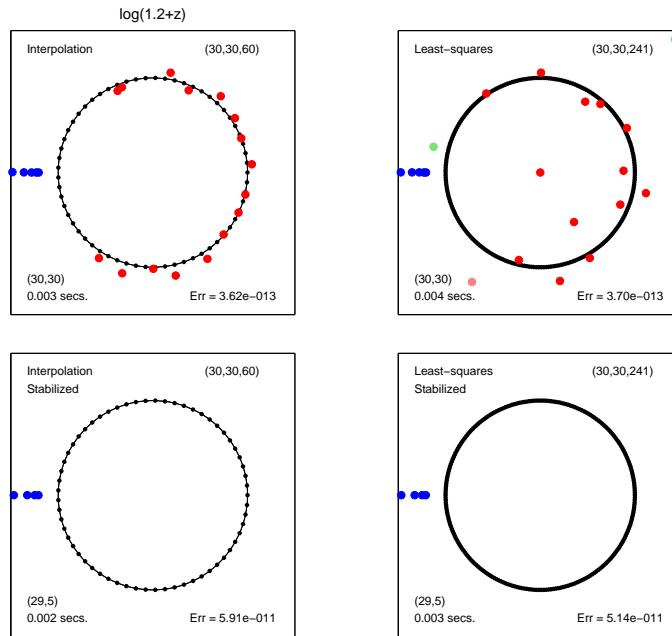 log(1.2+z)
Interpolation (30,30,60)
(30,30)
0.003 secs. Err = 3.62e−013
Least−squares (30,30,241)
(30,30)
0.004 secs. Err = 3.70e−013
Interpolation (30,30,60)
Stabilized
(29,5)
0.002 secs. Err = 5.91e−011
Least−squares (30,30,241)
Stabilized
(29,5)
0.003 secs. Err = 5.14e−011